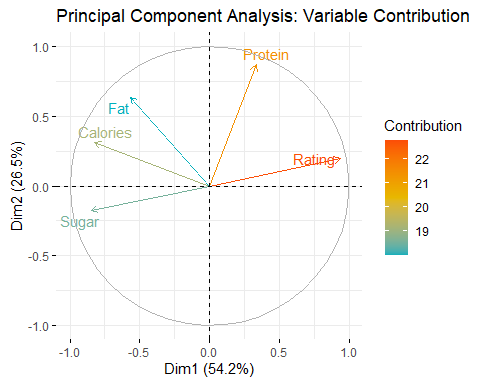 Principal Component Analysis: Variable Contribution
1.0
0.5
0.0
-0.5
-1.0
Dim2 (26.5%)
Protein
Fat
Calories
Rating
Sugar
-1.0 -0.5 0.0 0.5 1.0
Dim1 (54.2%)
Contribution
22
21
20
19